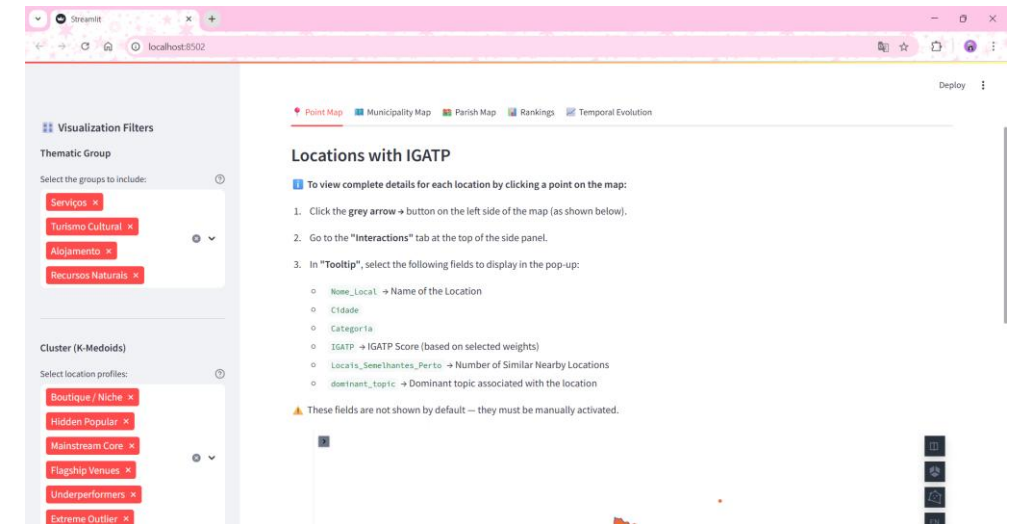 Streamlit
localhost:8502
Deploy
Visualization Filters
Thematic Group
Select the groups to include:
Serviços ×
Turismo Cultural ×
Alojamento ×
Recursos Naturais ×
Cluster (K-Medoids)
Select location profiles:
Boutique / Niche ×
Hidden Popular ×
Mainstream Core ×
Flagship Venues ×
Underperformers ×
Extreme Outlier ×
Point Map Municipality Map Parish Map Rankings Temporal Evolution
Locations with IGATP
To view complete details for each location by clicking a point on the map:
1. Click the grey arrow → button on the left side of the map (as shown below).
2. Go to the "Interactions" tab at the top of the side panel.
3. In "Tooltip", select the following fields to display in the pop-up:
Nome_Local → Name of the Location
Cidade
Categoria
IGATP → IGATP Score (based on selected weights)
Locais_Semelhantes_Perto → Number of Similar Nearby Locations
dominant_topic → Dominant topic associated with the location
These fields are not shown by default — they must be manually activated.
EN